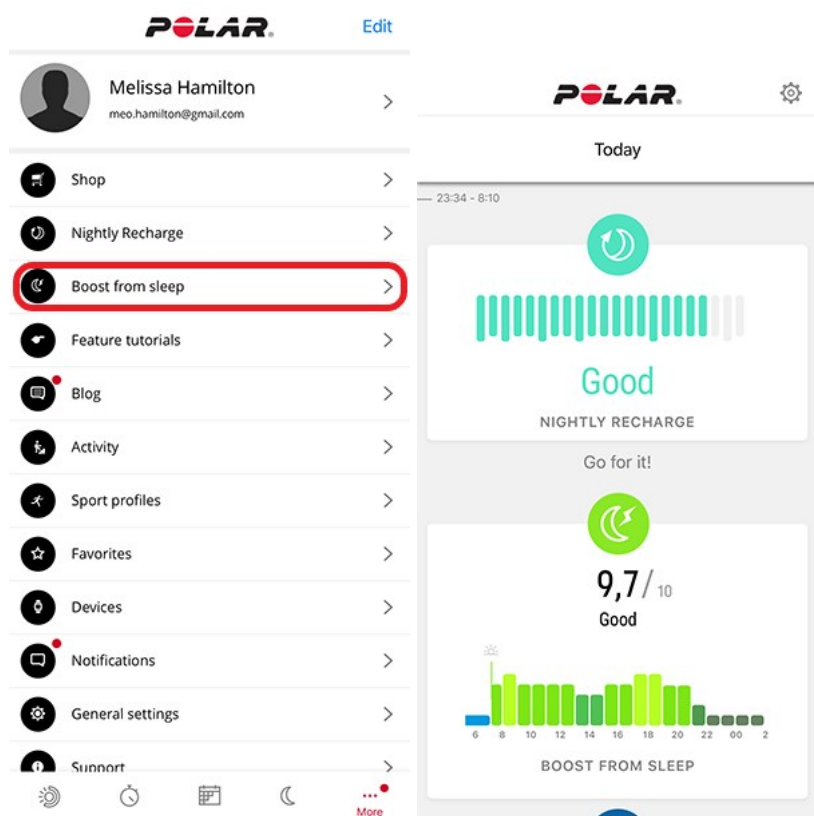 POLAR.
Edit
Melissa Hamilton
meo.hamilton@gmail.com
Shop
Nightly Recharge
Boost from sleep
Feature tutorials
Blog
Activity
Sport profiles
Favorites
Devices
Notifications
General settings
Support
More
POLAR.
Today
23:34 - 8:10
Good
NIGHTLY RECHARGE
Go for it!
9,7/ 10
Good
6 8 10 12 14 16 18 20 22 00 2
BOOST FROM SLEEP